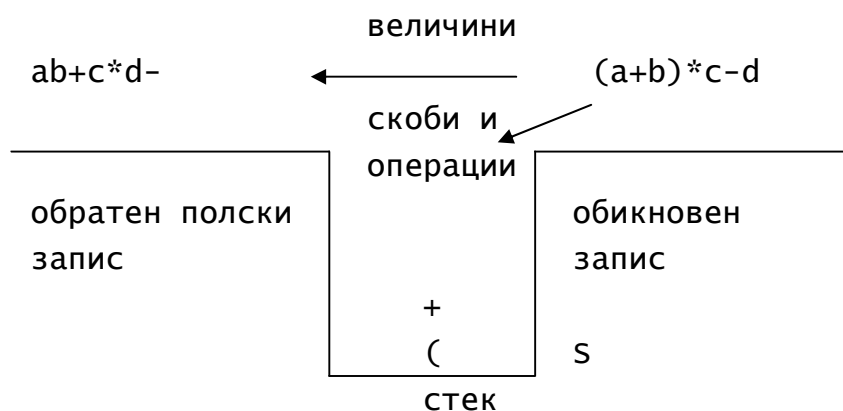 величини
ab+c*d- (a+b)*c-d
скоби и
операции
обратен полски обикновен
запис запис
+
( S
стек